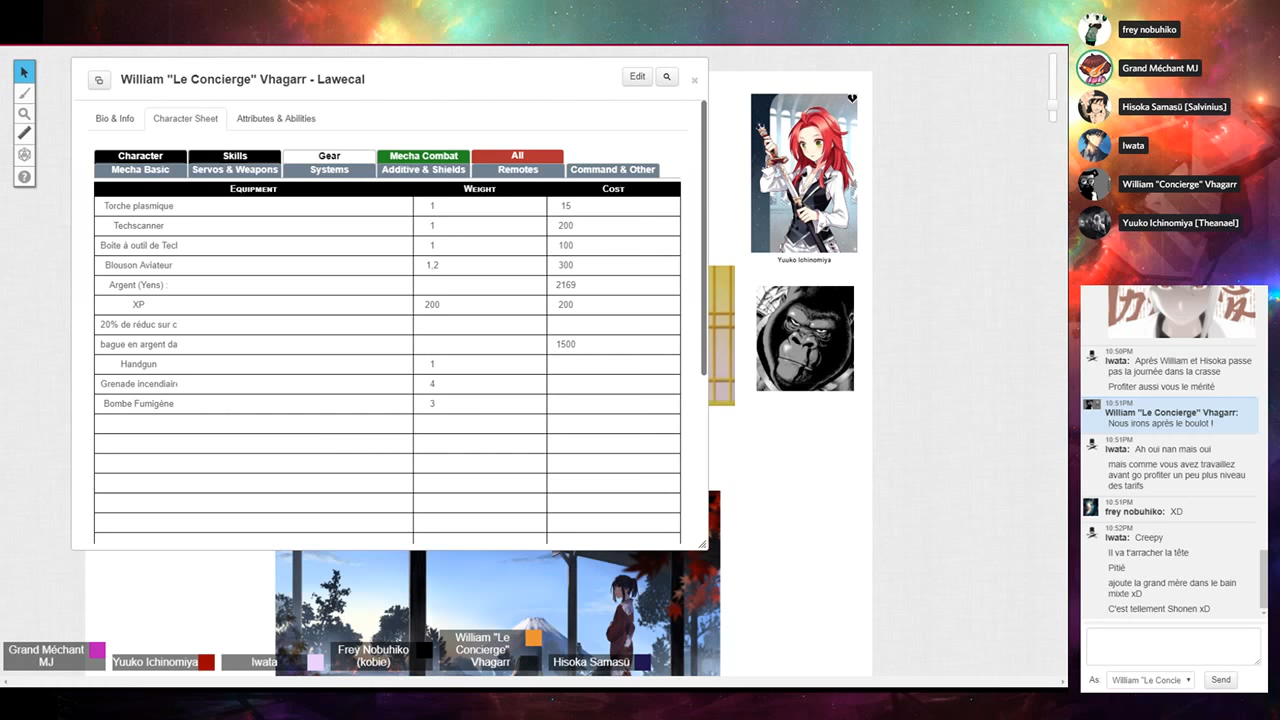 William "Le Concierge" Vhagarr - Lawecal
Edit
Bio & Info
Character Sheet
Attributes & Abilities
Character
Skills
Gear
Mecha Combat
All
Mecha Basic
Servos & Weapons
Systems
Additive & Shields
Remotes
Command & Other
Equipment Weight Cost
Torche plasmique 1 15
Techscanner 1 200
Boite à outil de Tecl 1 100
Blouson Aviateur 1,2 300
Argent (Yens) : 2169
XP 200 200
20% de réduc sur c
bague en argent da 1500
Handgun 1
Grenade incendiair 4
Bombe Fumigène 3
Yuuko Ichinomiya
Grand Méchant
MJ
Yuuko Ichinomiya
Iwata
Frey Nobuhiko
(kobie)
William "Le
Concierge"
Vhagarr
Hisoka Samasû
frey nobuhiko
Grand Méchant MJ
Hisoka Samasû [Salvinius]
Iwata
William "Concierge" Vhagarr
Yuuko Ichinomiya [Theanael]
10:50PM
Iwata: Après William et Hisoka passe
pas la journée dans la crasse
Profiter aussi vous le mérité
10:51PM
William "Le Concierge" Vhagarr:
Nous irons après le boulot !
10:51PM
Iwata: Ah oui nan mais oui
mais comme vous avez travaillez
avant go profiter un peu plus niveau
des tarifs
10:51PM
frey nobuhiko: XD
10:52PM
Iwata: Creepy
Il va t'arracher la tête
Pitié
ajoute la grand mère dans le bain
mixte xD
C'est tellement Shonen xD
As:
William "Le Concie
Send